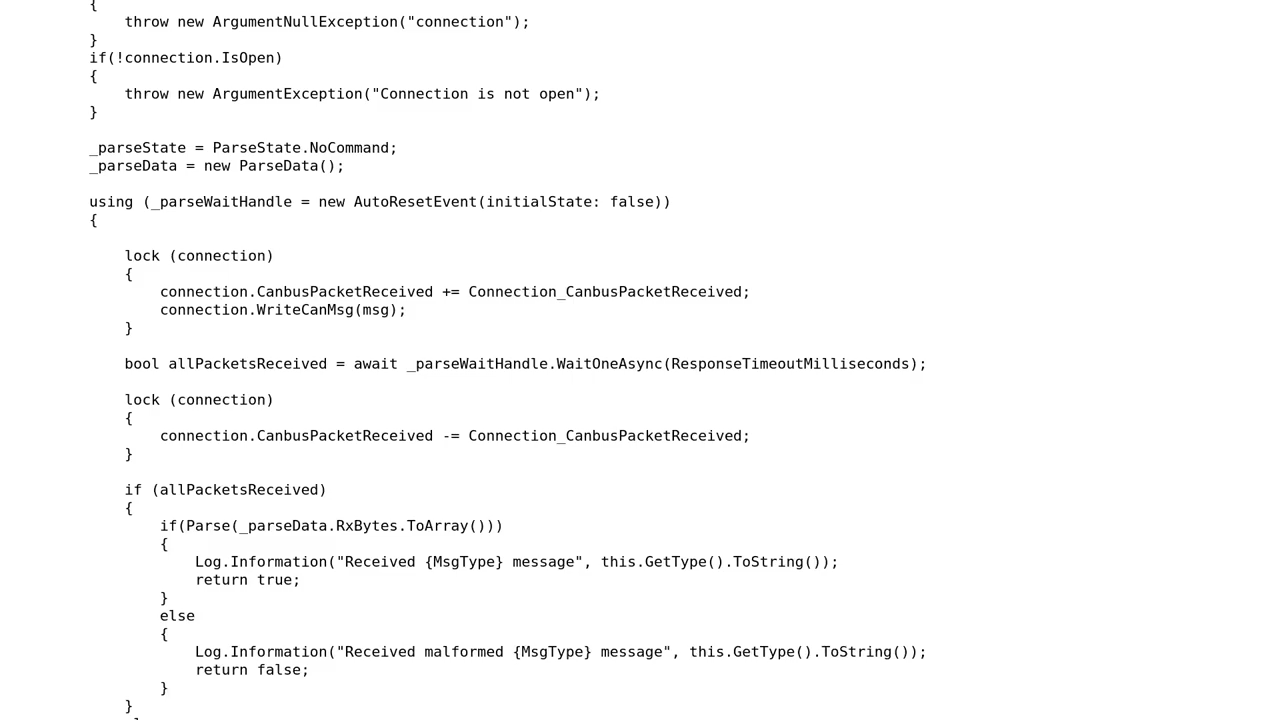 {
throw new ArgumentNullException("connection");
}
if(!connection.IsOpen)
{
throw new ArgumentException("Connection is not open");
}
_parseState = ParseState.NoCommand;
_parseData = new ParseData();
using (_parseWaitHandle = new AutoResetEvent(initialState: false))
{
lock (connection)
{
connection.CanbusPacketReceived += Connection_CanbusPacketReceived;
connection.WriteCanMsg(msg);
}
bool allPacketsReceived = await _parseWaitHandle.WaitOneAsync(ResponseTimeoutMilliseconds);
lock (connection)
{
connection.CanbusPacketReceived -= Connection_CanbusPacketReceived;
}
if (allPacketsReceived)
{
if(Parse(_parseData.RxBytes.ToArray()))
{
Log.Information("Received {MsgType} message", this.GetType().ToString());
return true;
}
else
{
Log.Information("Received malformed {MsgType} message", this.GetType().ToString());
return false;
}
}